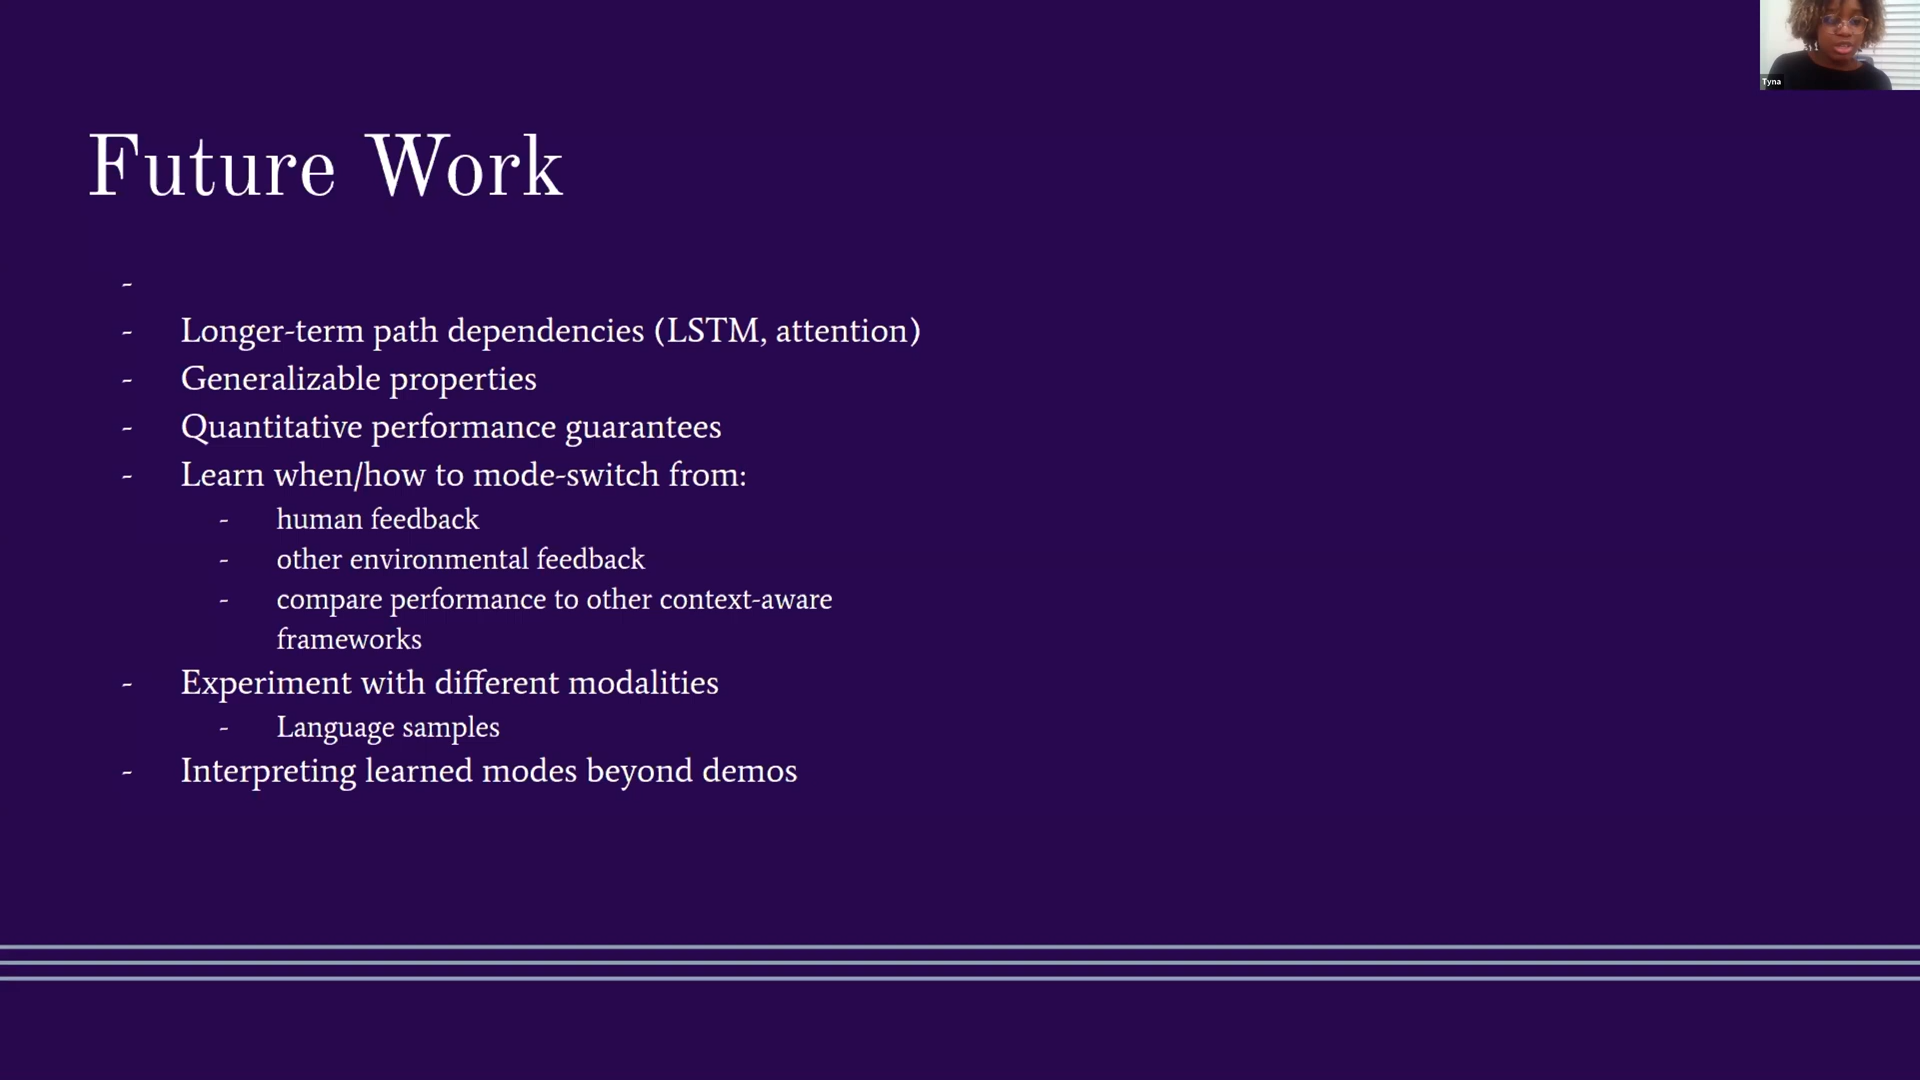 Tyna
Future Work
-
- Longer-term path dependencies (LSTM, attention)
- Generalizable properties
- Quantitative performance guarantees
- Learn when/how to mode-switch from:
- human feedback
- other environmental feedback
- compare performance to other context-aware
frameworks
- Experiment with different modalities
- Language samples
- Interpreting learned modes beyond demos